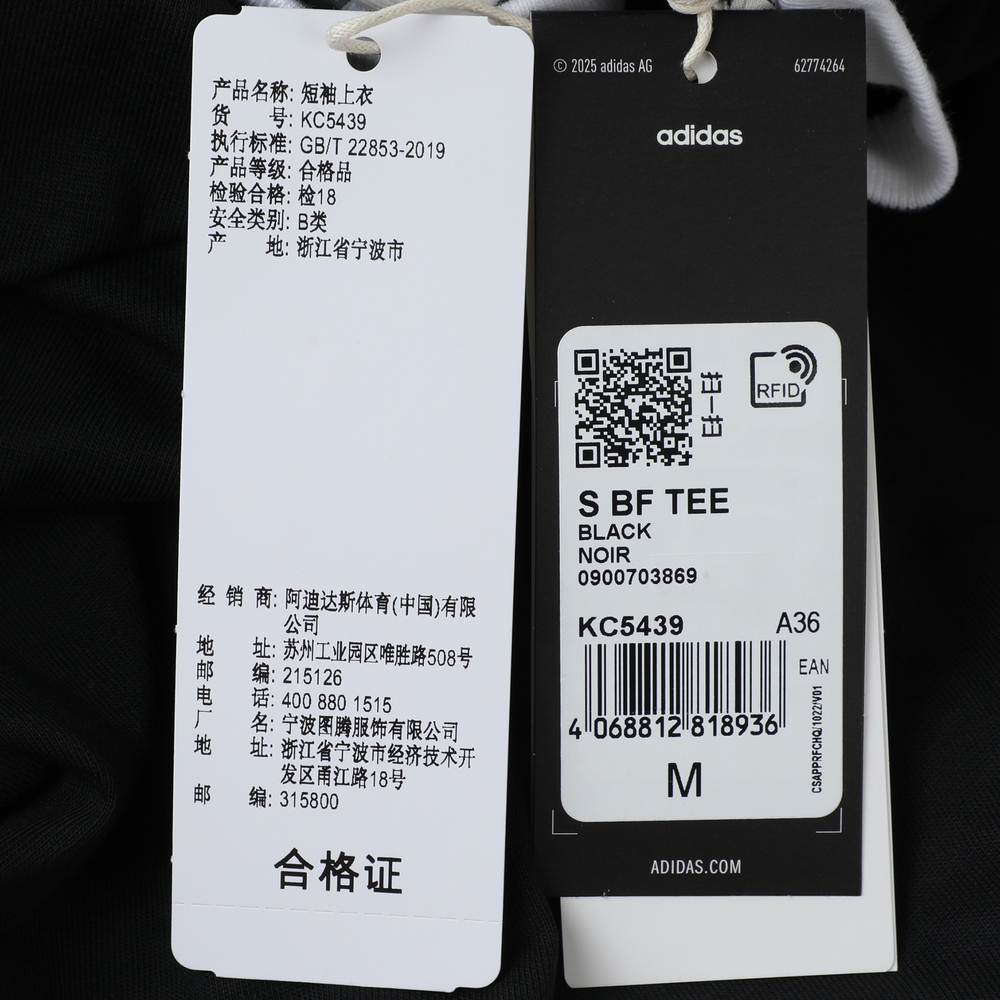 产品名称: 短袖上衣
货 号: KC5439
执行标准: GB/T 22853-2019
产品等级: 合格品
检验合格: 检18
安全类别: B类
产 地: 浙江省宁波市
经 销 商: 阿迪达斯体育(中国)有限
公司
地 址: 苏州工业园区唯胜路508号
邮 编: 215126
电 话: 400 880 1515
厂 名: 宁波图腾服饰有限公司
地 址: 浙江省宁波市经济技术开
发区甬江路18号
邮 编: 315800
合格证
© 2025 adidas AG 62774264
adidas
扫一扫
RFID
S BF TEE
BLACK
NOIR
0900703869
KC5439 A36
EAN
4 068812 818936
CSAPPRFCHQ/1022/V01
M
ADIDAS.COM